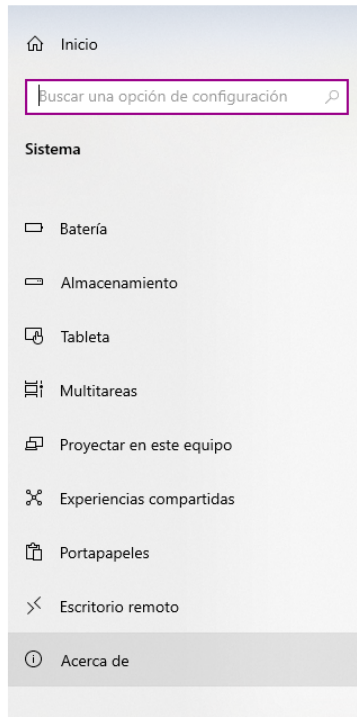 Inicio
Buscar una opción de configuración
Sistema
Batería
Almacenamiento
Tableta
Multitareas
Proyectar en este equipo
Experiencias compartidas
Portapapeles
Escritorio remoto
Acerca de